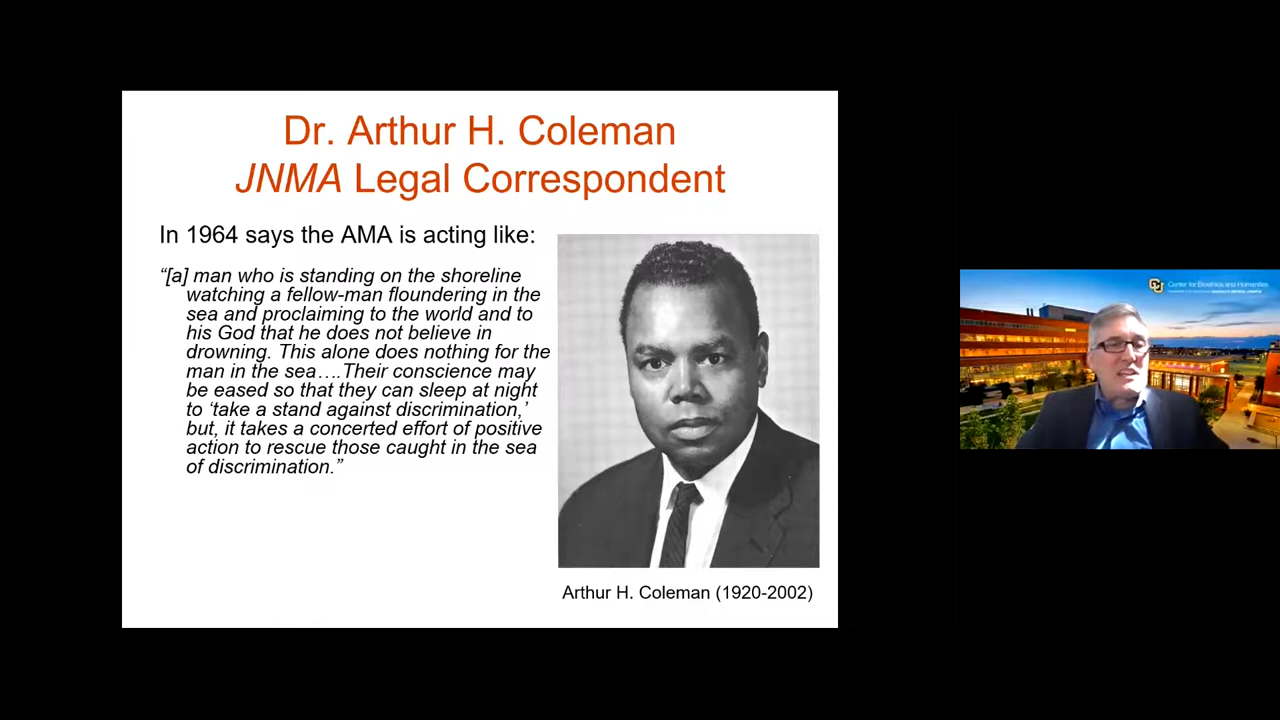 Dr. Arthur H. Coleman
JNMA Legal Correspondent
In 1964 says the AMA is acting like:
“[a] man who is standing on the shoreline
watching a fellow-man floundering in the
sea and proclaiming to the world and to
his God that he does not believe in
drowning. This alone does nothing for the
man in the sea….Their conscience may
be eased so that they can sleep at night
to ‘take a stand against discrimination,’
but, it takes a concerted effort of positive
action to rescue those caught in the sea
of discrimination.”
Arthur H. Coleman (1920-2002)
Center for Bioethics and Humanities